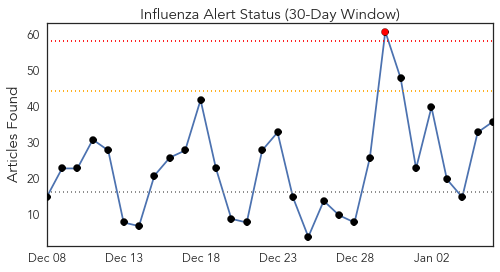 Influenza Alert Status (30-Day Window)
Articles Found
60
50
40
30
20
10
Dec 08
Dec 13
Dec 18
Dec 23
Dec 28
Jan 02